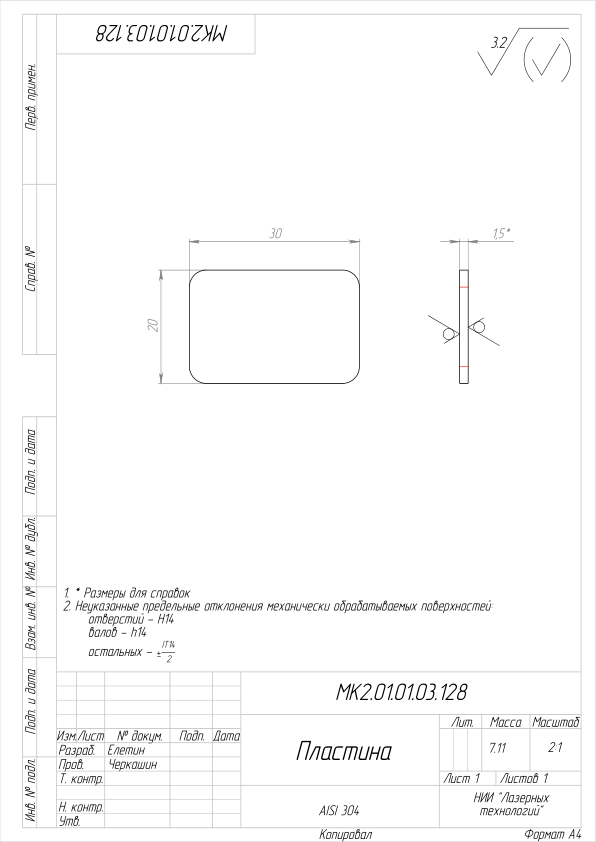 МК2.01.01.03.128
3.2
Перв. примен.
Справ. №
30
1,5*
20
Подп. и дата
Инв. № дубл.
Взам. инв. №
Подп. и дата
Инв. № подл.
1. * Размеры для справок
2. Неуказанные предельные отклонения механически обрабатываемых поверхностей:
отверстий – H14
валов – h14
остальных – ± IT14
2
МК2.01.01.03.128
Изм. Лист № докум. Подп. Дата
Разраб. Елетин
Пров. Черкашин
Т. контр.
Н. контр.
Утв.
Пластина
Лит. Масса Масштаб
7.11 2:1
Лист 1 Листов 1
AISI 304
НИИ "Лазерных
технологий"
Копировал Формат А4